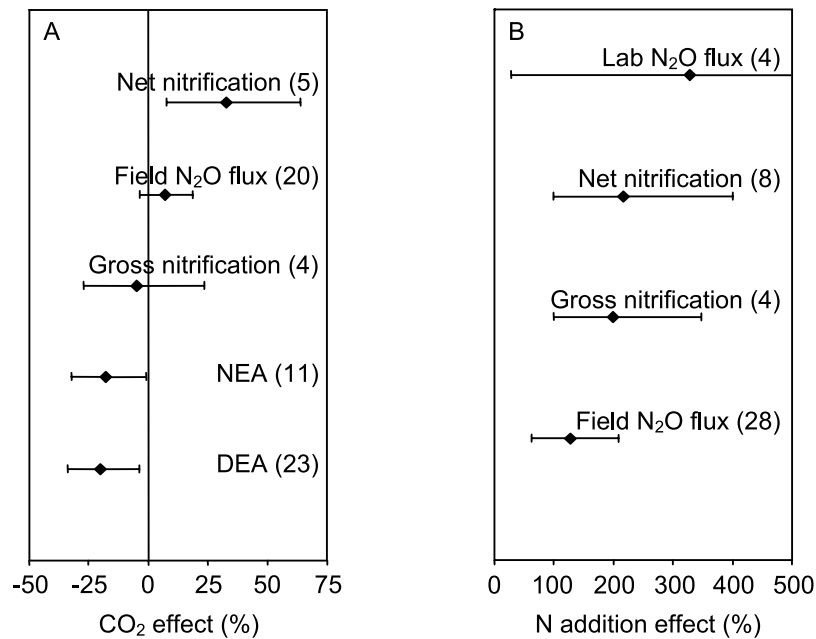 A
Net nitrification (5)
Field N₂O flux (20)
Gross nitrification (4)
NEA (11)
DEA (23)
-50 -25 0 25 50 75
CO₂ effect (%)
B
Lab N₂O flux (4)
Net nitrification (8)
Gross nitrification (4)
Field N₂O flux (28)
0 100 200 300 400 500
N addition effect (%)